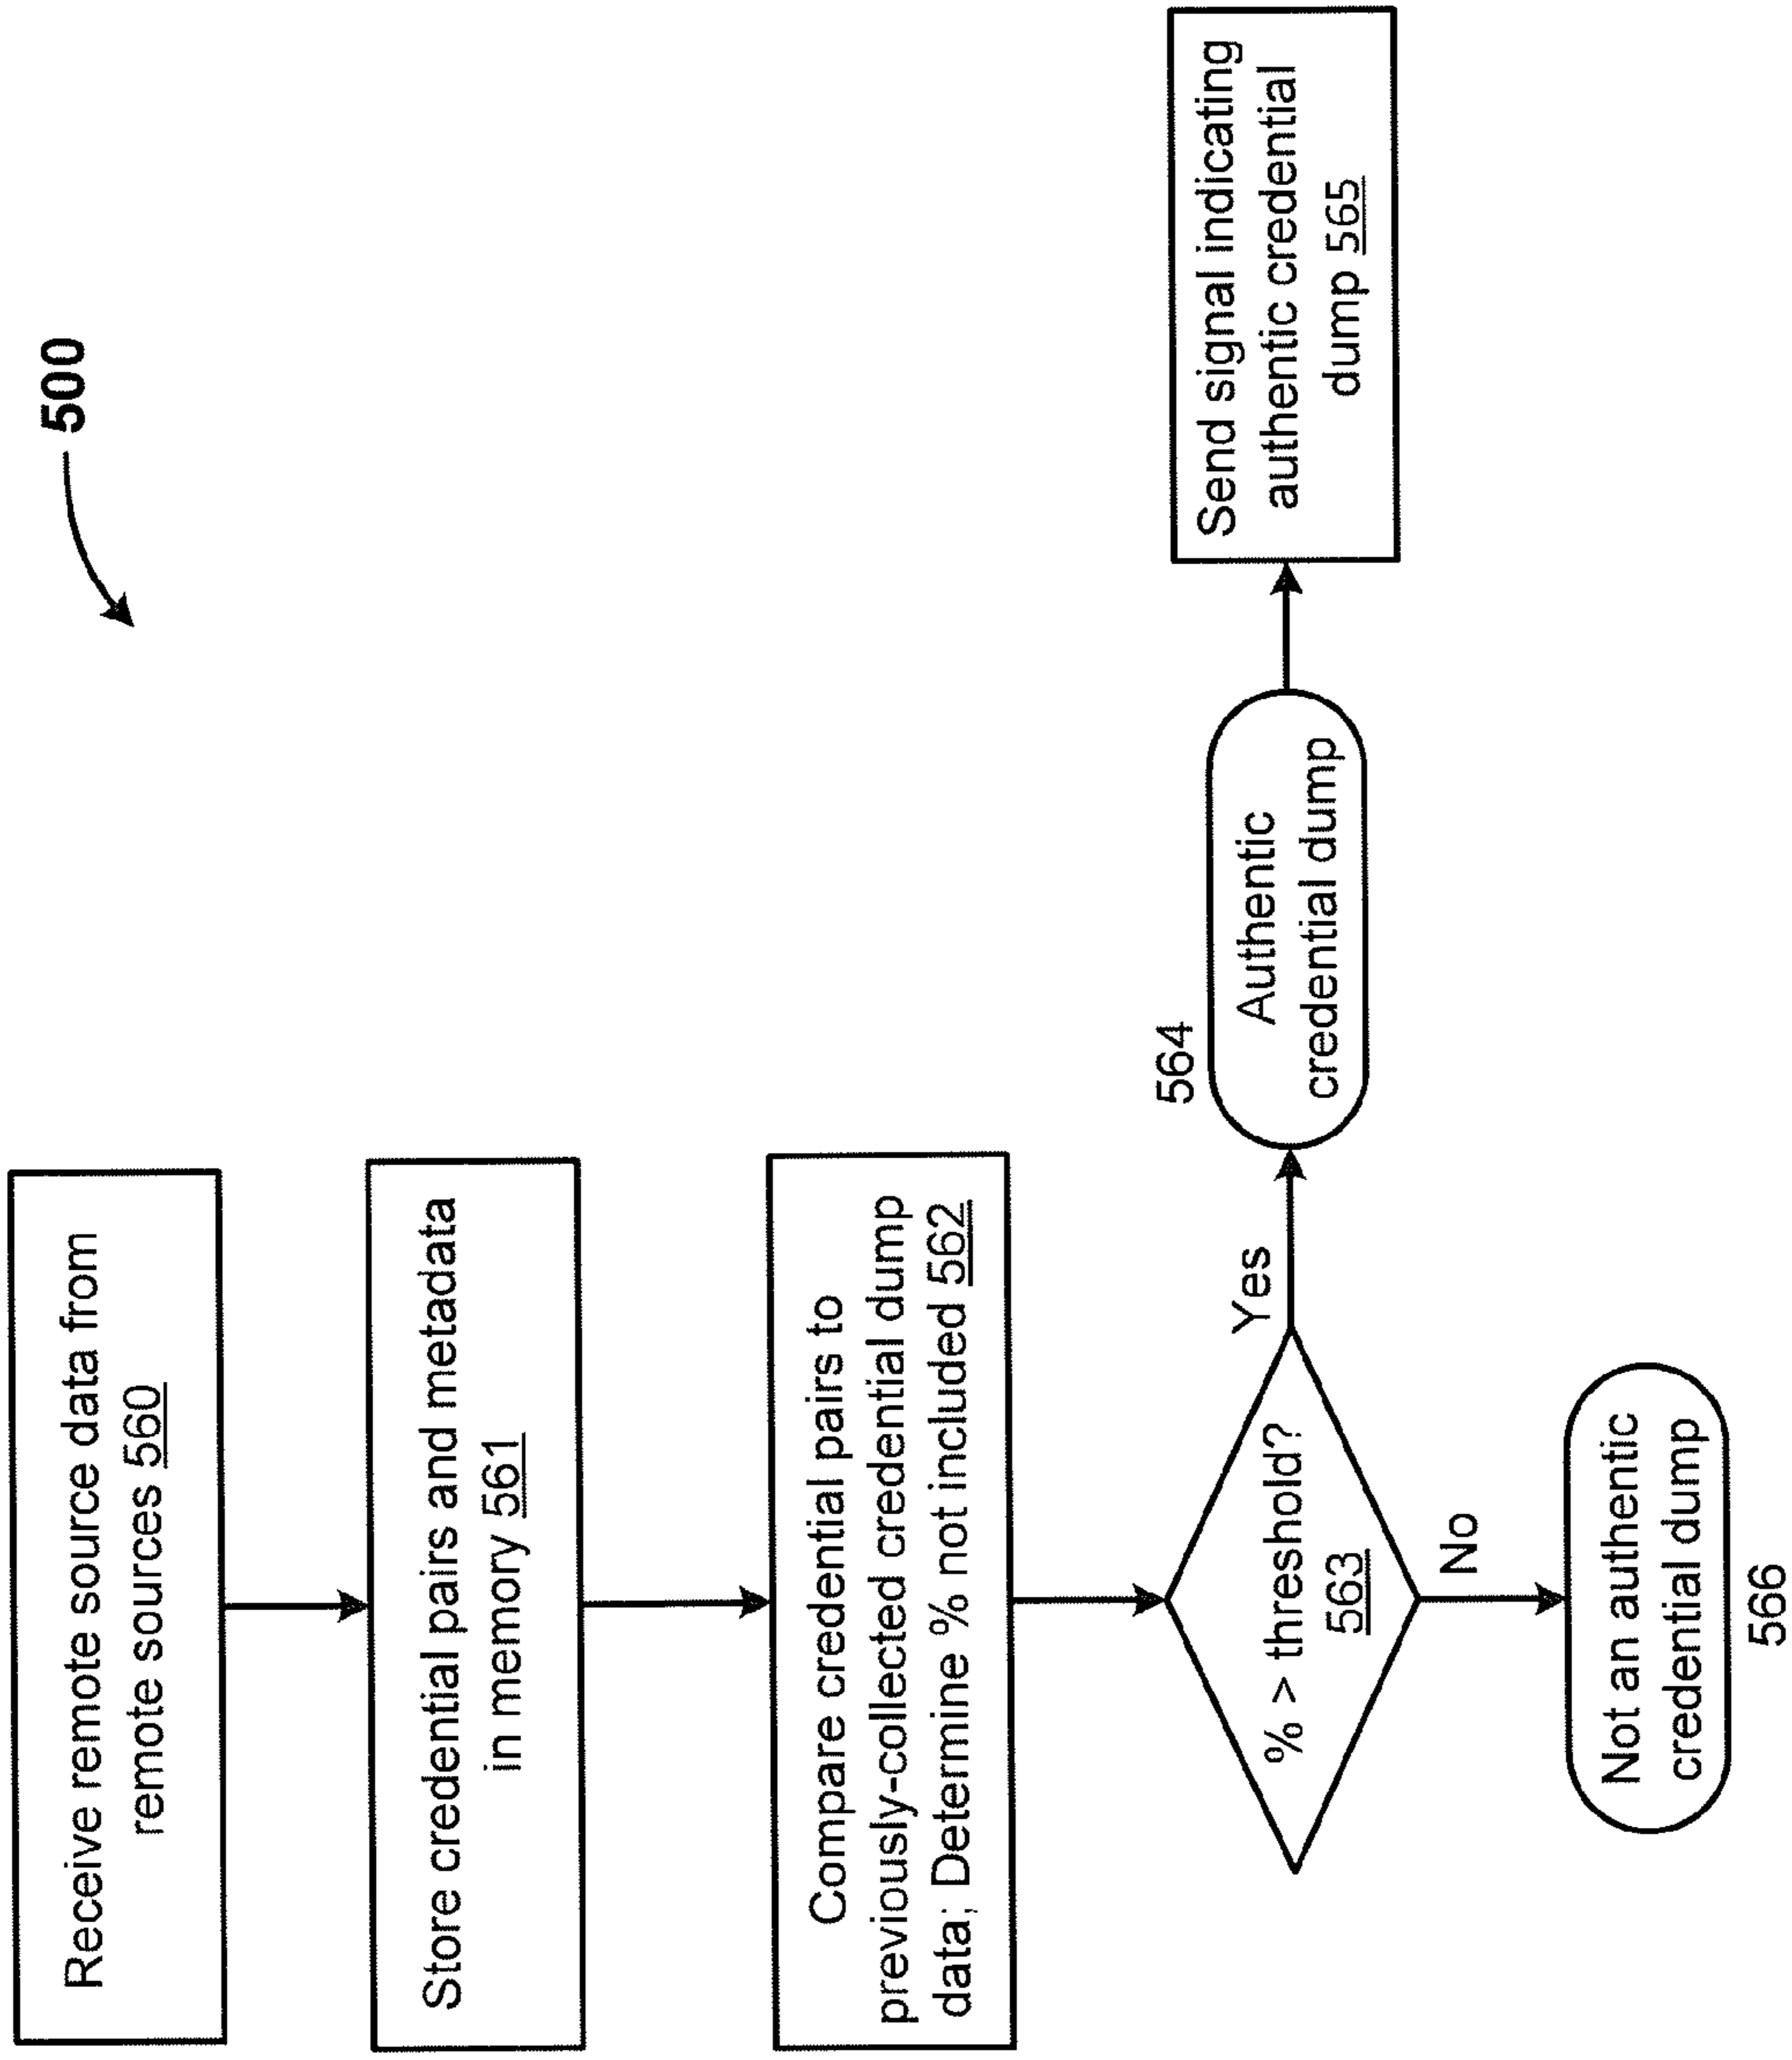 500
Receive remote source data from
remote sources 560
Store credential pairs and metadata
in memory 561
Compare credential pairs to
previously-collected credential dump
data; Determine % not included 562
% > threshold?
563
Yes
No
564
Authentic
credential dump
Send signal indicating
authentic credential
dump 565
Not an authentic
credential dump
566